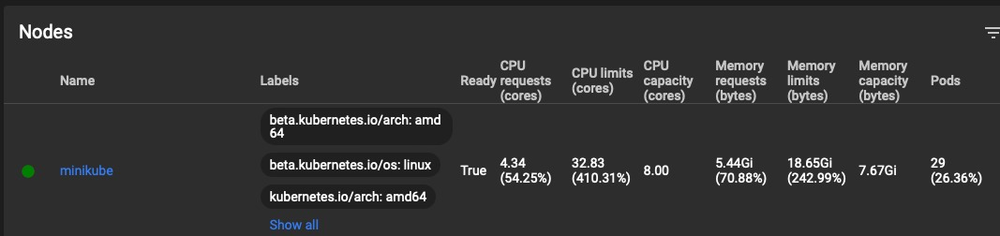 Nodes
Name Labels Ready CPU requests (cores) CPU limits (cores) CPU capacity (cores) Memory requests (bytes) Memory limits (bytes) Memory capacity (bytes) Pods
beta.kubernetes.io/arch: amd
64
beta.kubernetes.io/os: linux
kubernetes.io/arch: amd64
Show all
minikube True 4.34 (54.25%) 32.83 (410.31%) 8.00 5.44Gi (70.88%) 18.65Gi (242.99%) 7.67Gi 29 (26.36%)